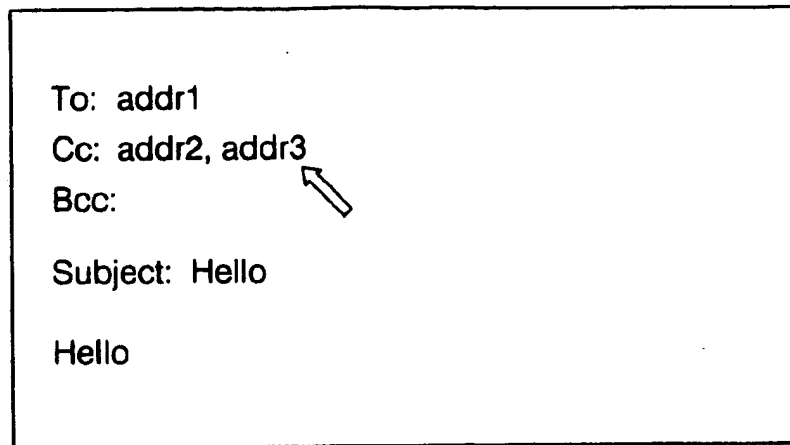 To: addr1
Cc: addr2, addr3
Bcc:
Subject: Hello
Hello